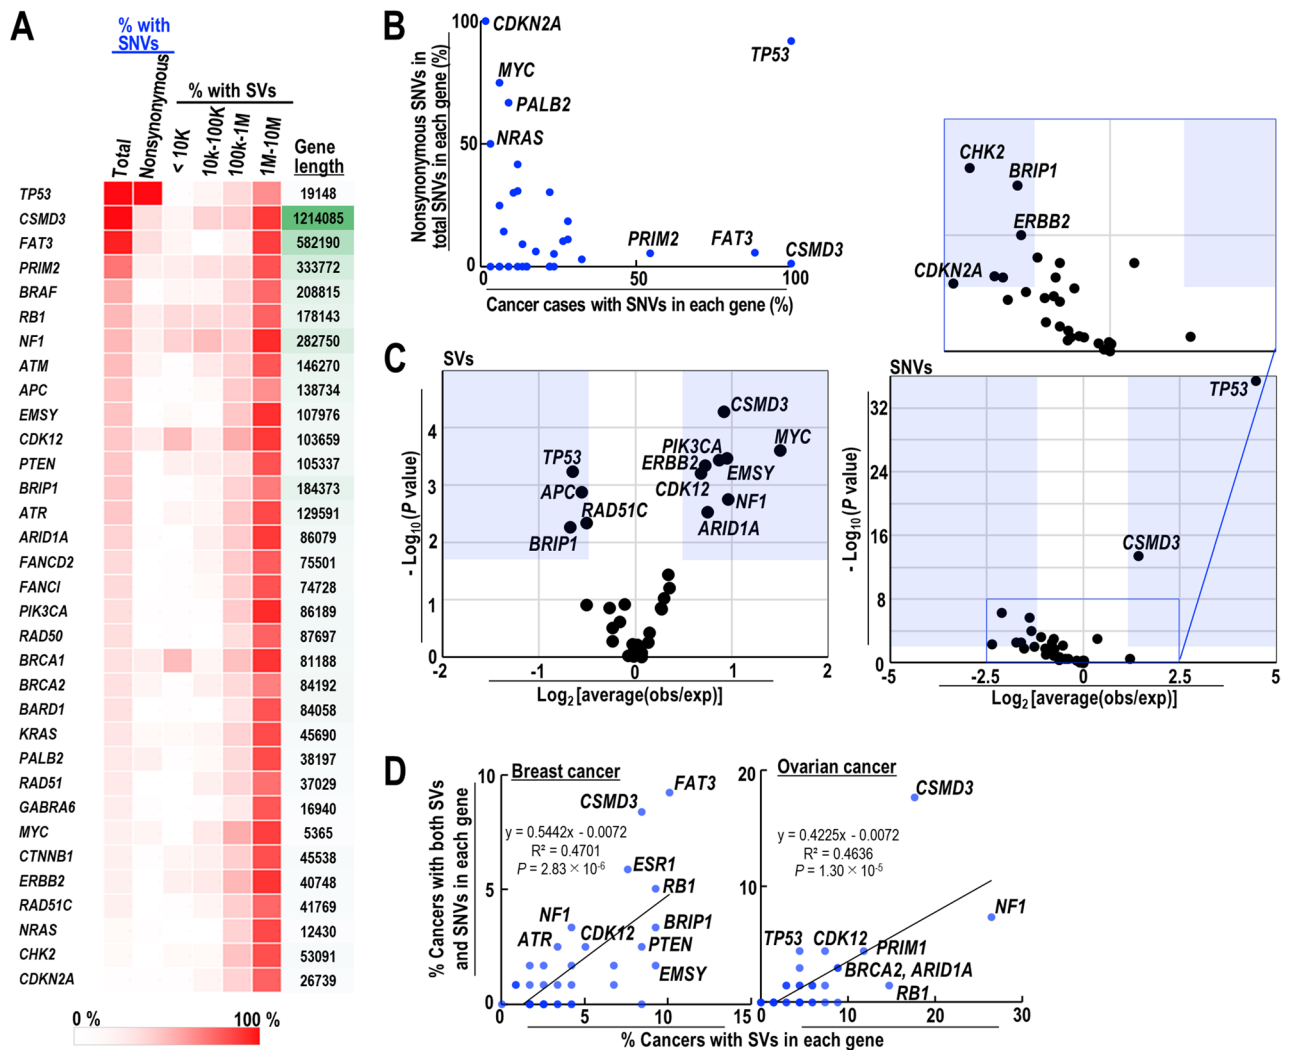 A
% with
SNVs
% with SVs
Total
Nonsynonymous
< 10K
10k-100K
100k-1M
1M-10M
Gene
length
TP53 19148
CSMD3 1214085
FAT3 582190
PRIM2 333772
BRAF 208815
RB1 178143
NF1 282750
ATM 146270
APC 138734
EMSY 107976
CDK12 103659
PTEN 105337
BRIP1 184373
ATR 129591
ARID1A 86079
FANCD2 75501
FANCI 74728
PIK3CA 86189
RAD50 87697
BRCA1 81188
BRCA2 84192
BARD1 84058
KRAS 45690
PALB2 38197
RAD51 37029
GABRA6 16940
MYC 5365
CTNNB1 45538
ERBB2 40748
RAD51C 41769
NRAS 12430
CHK2 53091
CDKN2A 26739
0 % 100 %
B
Nonsynonymous SNVs in
total SNVs in each gene (%)
100
50
0
CDKN2A
TP53
MYC
PALB2
NRAS
PRIM2
FAT3
CSMD3
0 50 100
Cancer cases with SNVs in each gene (%)
C
SVs
- Log10 (P value)
4
3
2
1
0
CSMD3
MYC
PIK3CA
ERBB2
EMSY
CDK12
NF1
ARID1A
TP53
APC
RAD51C
BRIP1
-2 -1 0 1 2
Log2 [average(obs/exp)]
CHK2
BRIP1
ERBB2
CDKN2A
SNVs
- Log10 (P value)
32
24
16
8
0
TP53
CSMD3
-5 -2.5 0 2.5 5
Log2 [average(obs/exp)]
D
% Cancers with both SVs
and SNVs in each gene
Breast cancer
10
5
0
FAT3
CSMD3
y = 0.5442x - 0.0072
R² = 0.4701
P = 2.83 × 10-6
ESR1
RB1
NF1
BRIP1
ATR
CDK12
PTEN
EMSY
0 5 10 15
Ovarian cancer
20
10
0
CSMD3
y = 0.4225x - 0.0072
R² = 0.4636
P = 1.30 × 10-5
NF1
TP53
CDK12
PRIM1
BRCA2, ARID1A
RB1
10 20 30
% Cancers with SVs in each gene